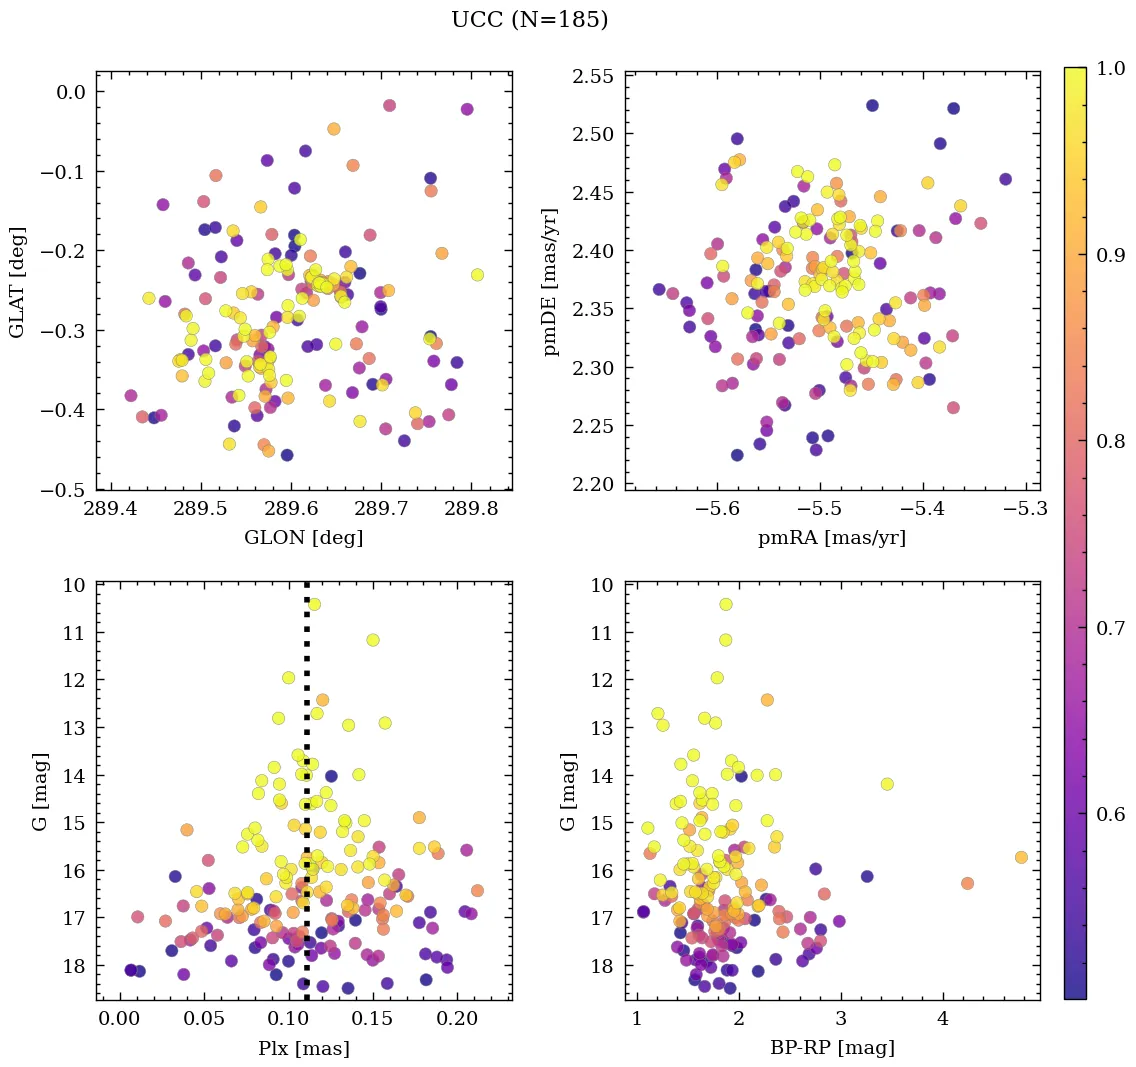 UCC (N=185)
0.0
−0.1
−0.2
−0.3
−0.4
−0.5
GLAT [deg]
289.4 289.5 289.6 289.7 289.8
GLON [deg]
2.55
2.50
2.45
2.40
2.35
2.30
2.25
2.20
pmDE [mas/yr]
−5.6 −5.5 −5.4 −5.3
pmRA [mas/yr]
1.0
0.9
0.8
0.7
0.6
10
11
12
13
14
15
16
17
18
G [mag]
0.00 0.05 0.10 0.15 0.20
Plx [mas]
10
11
12
13
14
15
16
17
18
G [mag]
1 2 3 4
BP-RP [mag]